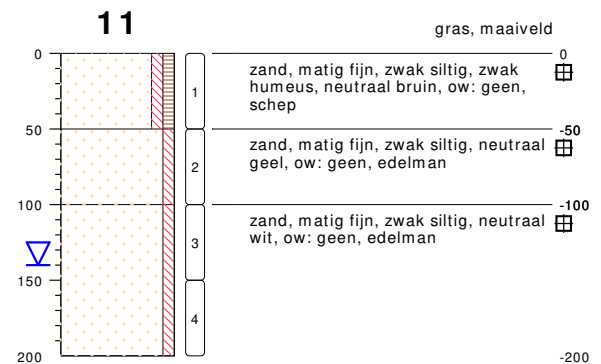 11
gras, maaiveld
0
0
zand, matig fijn, zwak siltig, zwak
humeus, neutraal bruin, ow: geen,
schep
1
50
-50
zand, matig fijn, zwak siltig, neutraal
geel, ow: geen, edelman
2
100
-100
zand, matig fijn, zwak siltig, neutraal
wit, ow: geen, edelman
3
150
4
200
-200